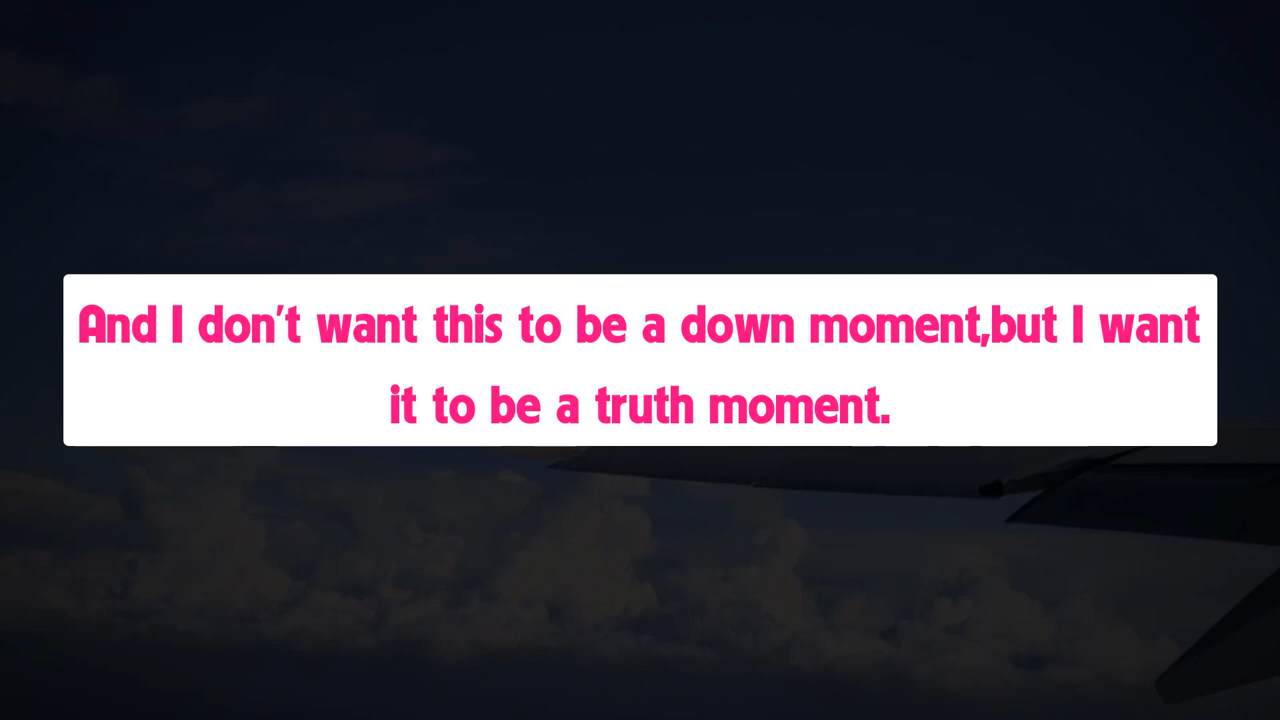 And I don't want this to be a down moment,but I want
it to be a truth moment.